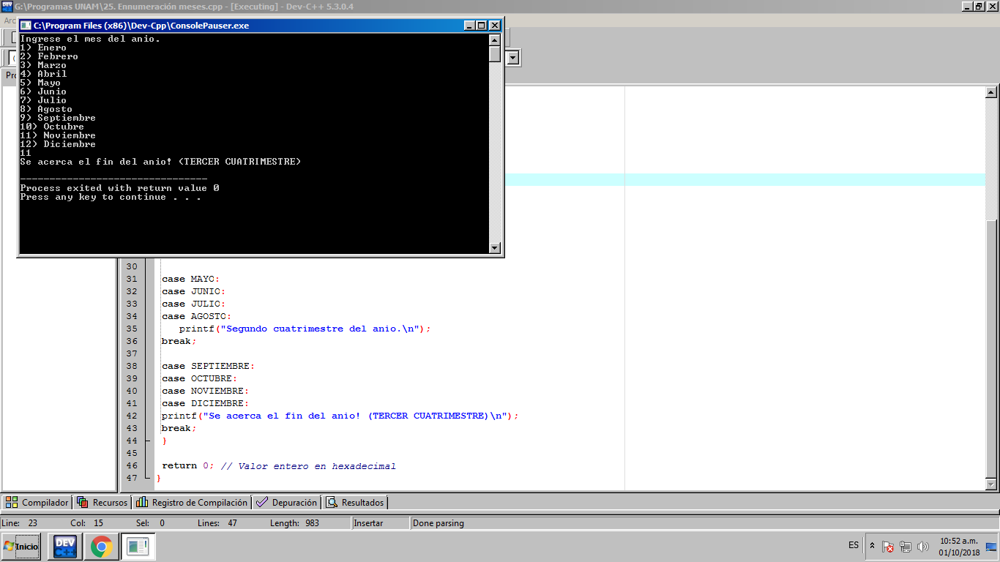 G:\Programas UNAM\25. Ennumeración meses.cpp - [Executing] - Dev-C++ 5.3.0.4
C:\Program Files (x86)\Dev-Cpp\ConsolePauser.exe
Ingrese el mes del anio.
1) Enero
2) Febrero
3) Marzo
4) Abril
5) Mayo
6) Junio
7) Julio
8) Agosto
9) Septiembre
10) Octubre
11) Noviembre
12) Diciembre
11
Se acerca el fin del anio! (TERCER CUATRIMESTRE)
--------------------------------
Process exited with return value 0
Press any key to continue . . .
30
31 case MAYO:
32 case JUNIO:
33 case JULIO:
34 case AGOSTO:
35 printf("Segundo cuatrimestre del anio.\n");
36 break;
37
38 case SEPTIEMBRE:
39 case OCTUBRE:
40 case NOVIEMBRE:
41 case DICIEMBRE:
42 printf("Se acerca el fin del anio! (TERCER CUATRIMESTRE)\n");
43 break;
44 }
45
46 return 0; // Valor entero en hexadecimal
47 }
Compilador Recursos Registro de Compilación Depuración Resultados
Line: 23 Col: 15 Sel: 0 Lines: 47 Length: 983 Insertar Done parsing
Inicio DEV C++ ES 10:52 a.m.
01/10/2018